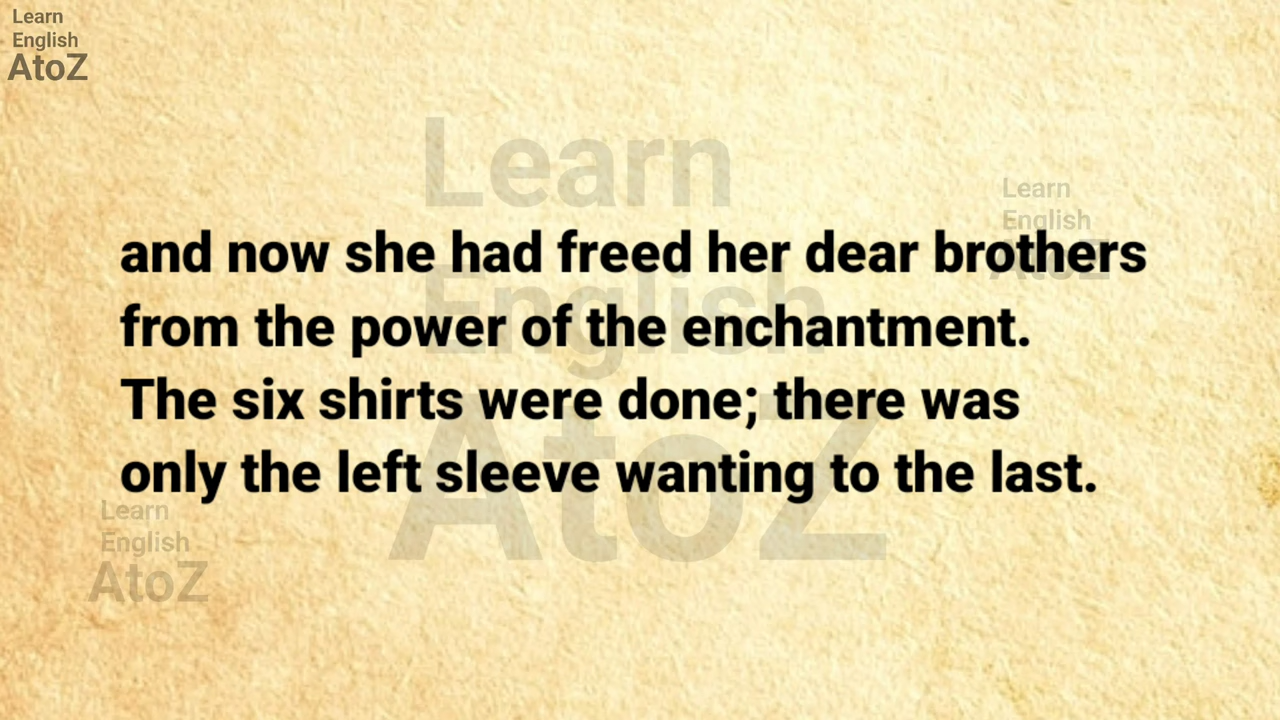 Learn
English
AtoZ
Learn
English
AtoZ
Learn
English
AtoZ
and now she had freed her dear brothers
from the power of the enchantment.
The six shirts were done; there was
only the left sleeve wanting to the last.
Learn
English
AtoZ